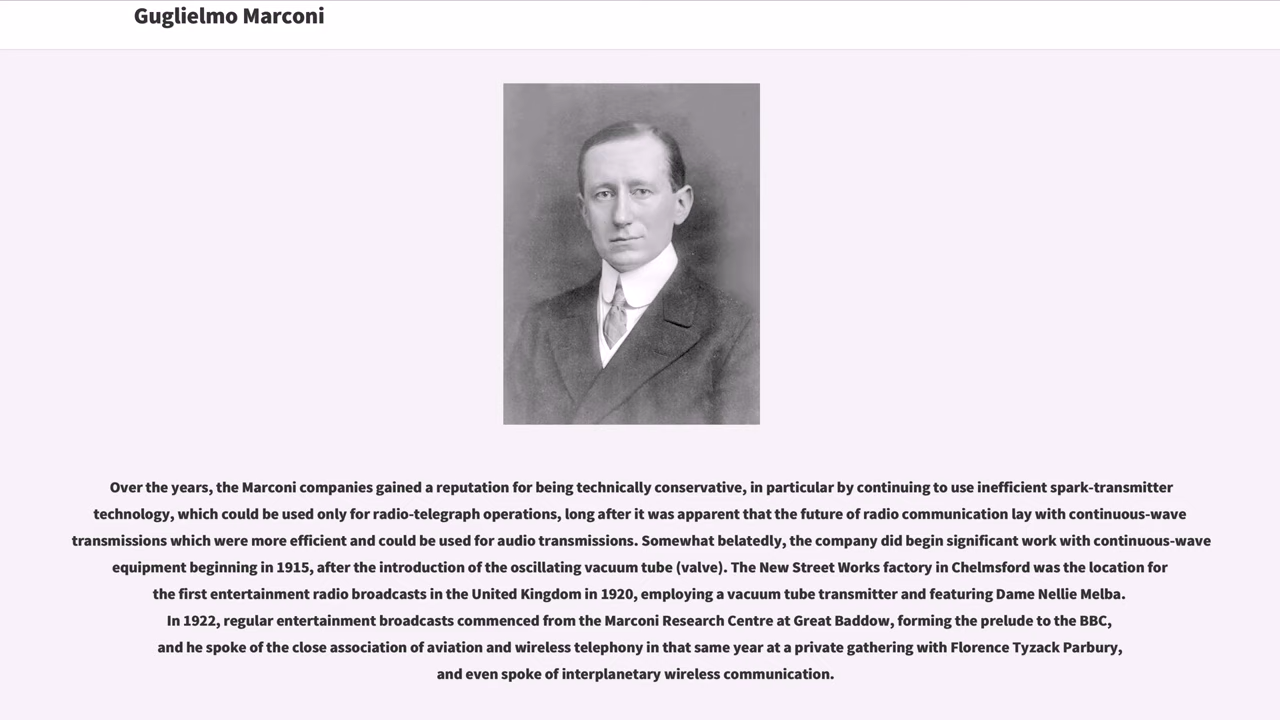 Guglielmo Marconi
Over the years, the Marconi companies gained a reputation for being technically conservative, in particular by continuing to use inefficient spark-transmitter
technology, which could be used only for radio-telegraph operations, long after it was apparent that the future of radio communication lay with continuous-wave
transmissions which were more efficient and could be used for audio transmissions. Somewhat belatedly, the company did begin significant work with continuous-wave
equipment beginning in 1915, after the introduction of the oscillating vacuum tube (valve). The New Street Works factory in Chelmsford was the location for
the first entertainment radio broadcasts in the United Kingdom in 1920, employing a vacuum tube transmitter and featuring Dame Nellie Melba.
In 1922, regular entertainment broadcasts commenced from the Marconi Research Centre at Great Baddow, forming the prelude to the BBC,
and he spoke of the close association of aviation and wireless telephony in that same year at a private gathering with Florence Tyzack Parbury,
and even spoke of interplanetary wireless communication.